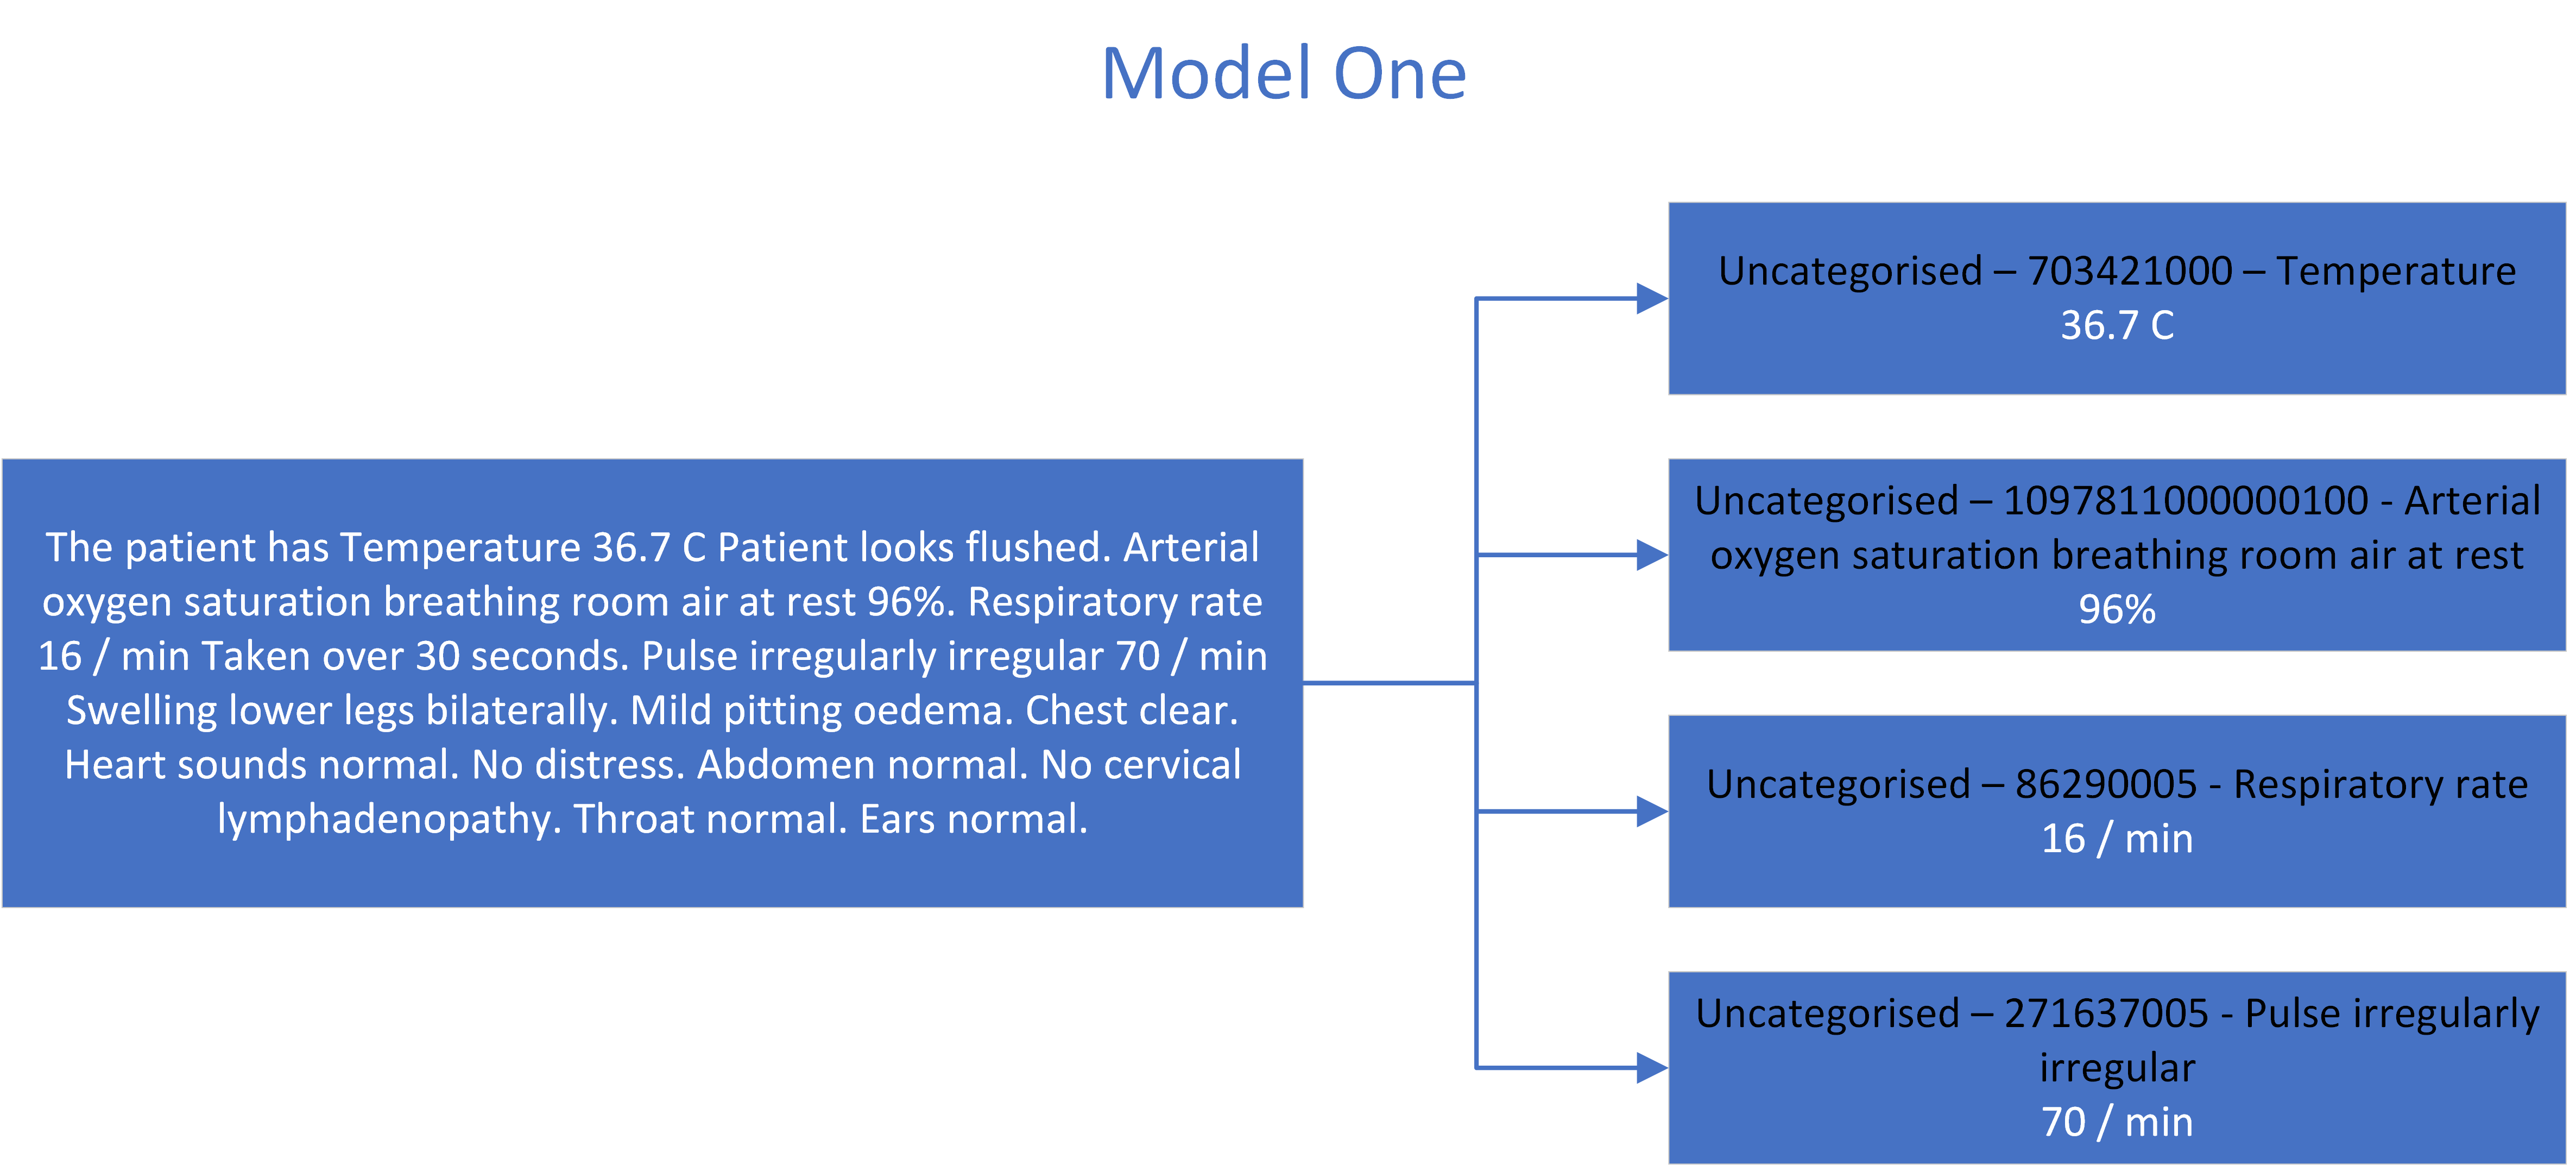 Model One
The patient has Temperature 36.7 C Patient looks flushed. Arterial
oxygen saturation breathing room air at rest 96%. Respiratory rate
16 / min Taken over 30 seconds. Pulse irregularly irregular 70 / min
Swelling lower legs bilaterally. Mild pitting oedema. Chest clear.
Heart sounds normal. No distress. Abdomen normal. No cervical
lymphadenopathy. Throat normal. Ears normal.
Uncategorised – 703421000 – Temperature
36.7 C
Uncategorised – 1097811000000100 - Arterial
oxygen saturation breathing room air at rest
96%
Uncategorised – 86290005 - Respiratory rate
16 / min
Uncategorised – 271637005 - Pulse irregularly
irregular
70 / min